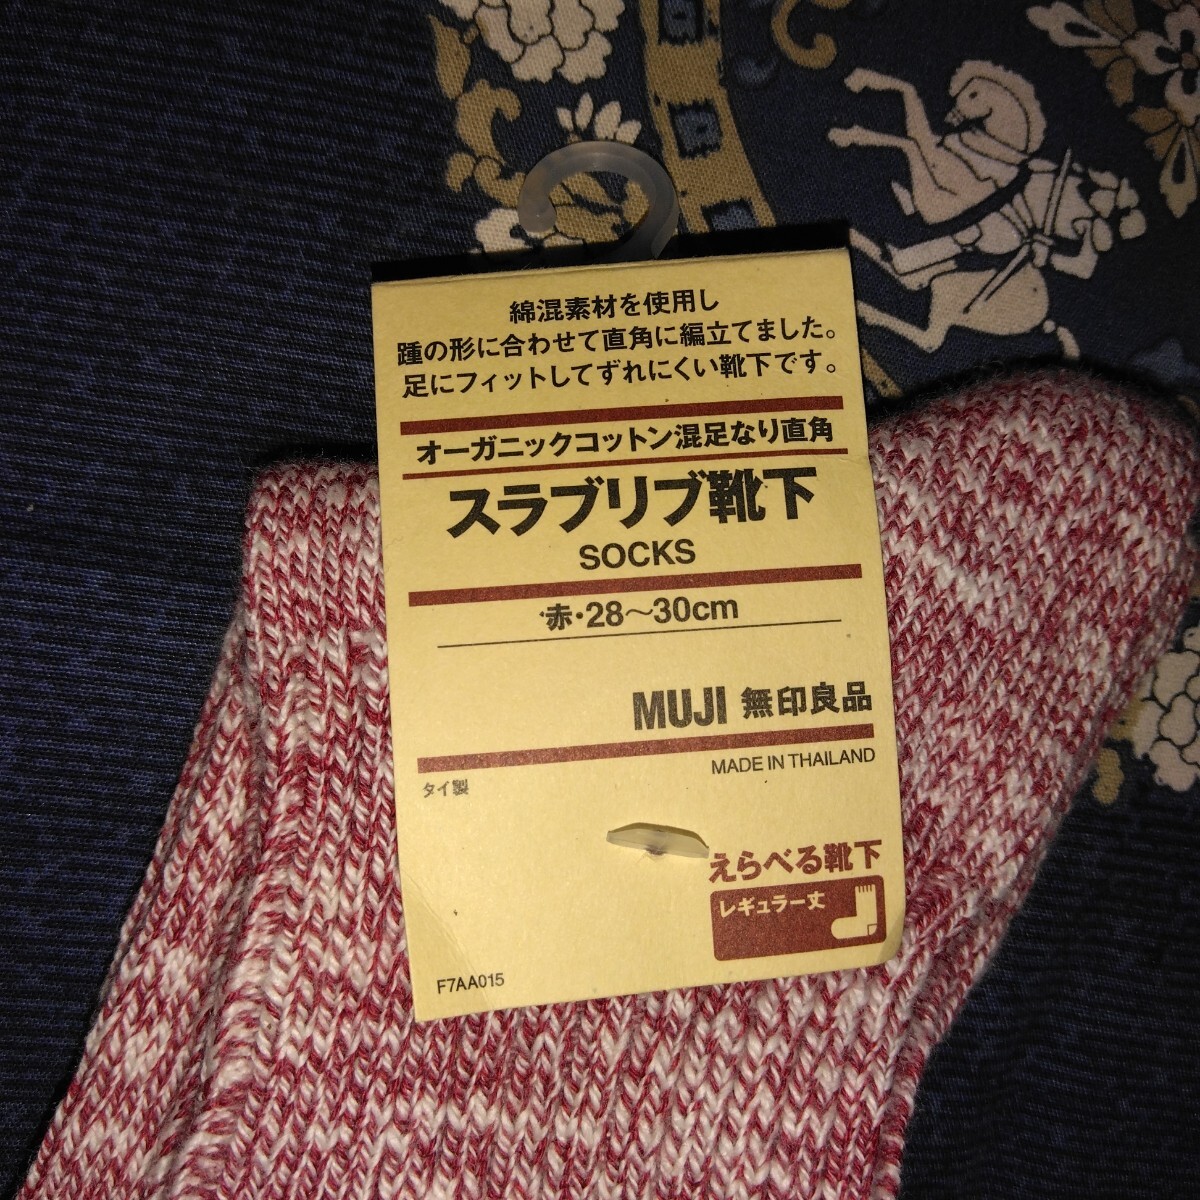 綿混素材を使用し
踵の形に合わせて直角に編立てました。
足にフィットしてずれにくい靴下です。
オーガニックコットン混足なり直角
スラブリブ靴下
SOCKS
・赤・28～30cm
MUJI 無印良品
MADE IN THAILAND
タイ製
えらべる靴下
レギュラー丈
F7AA015